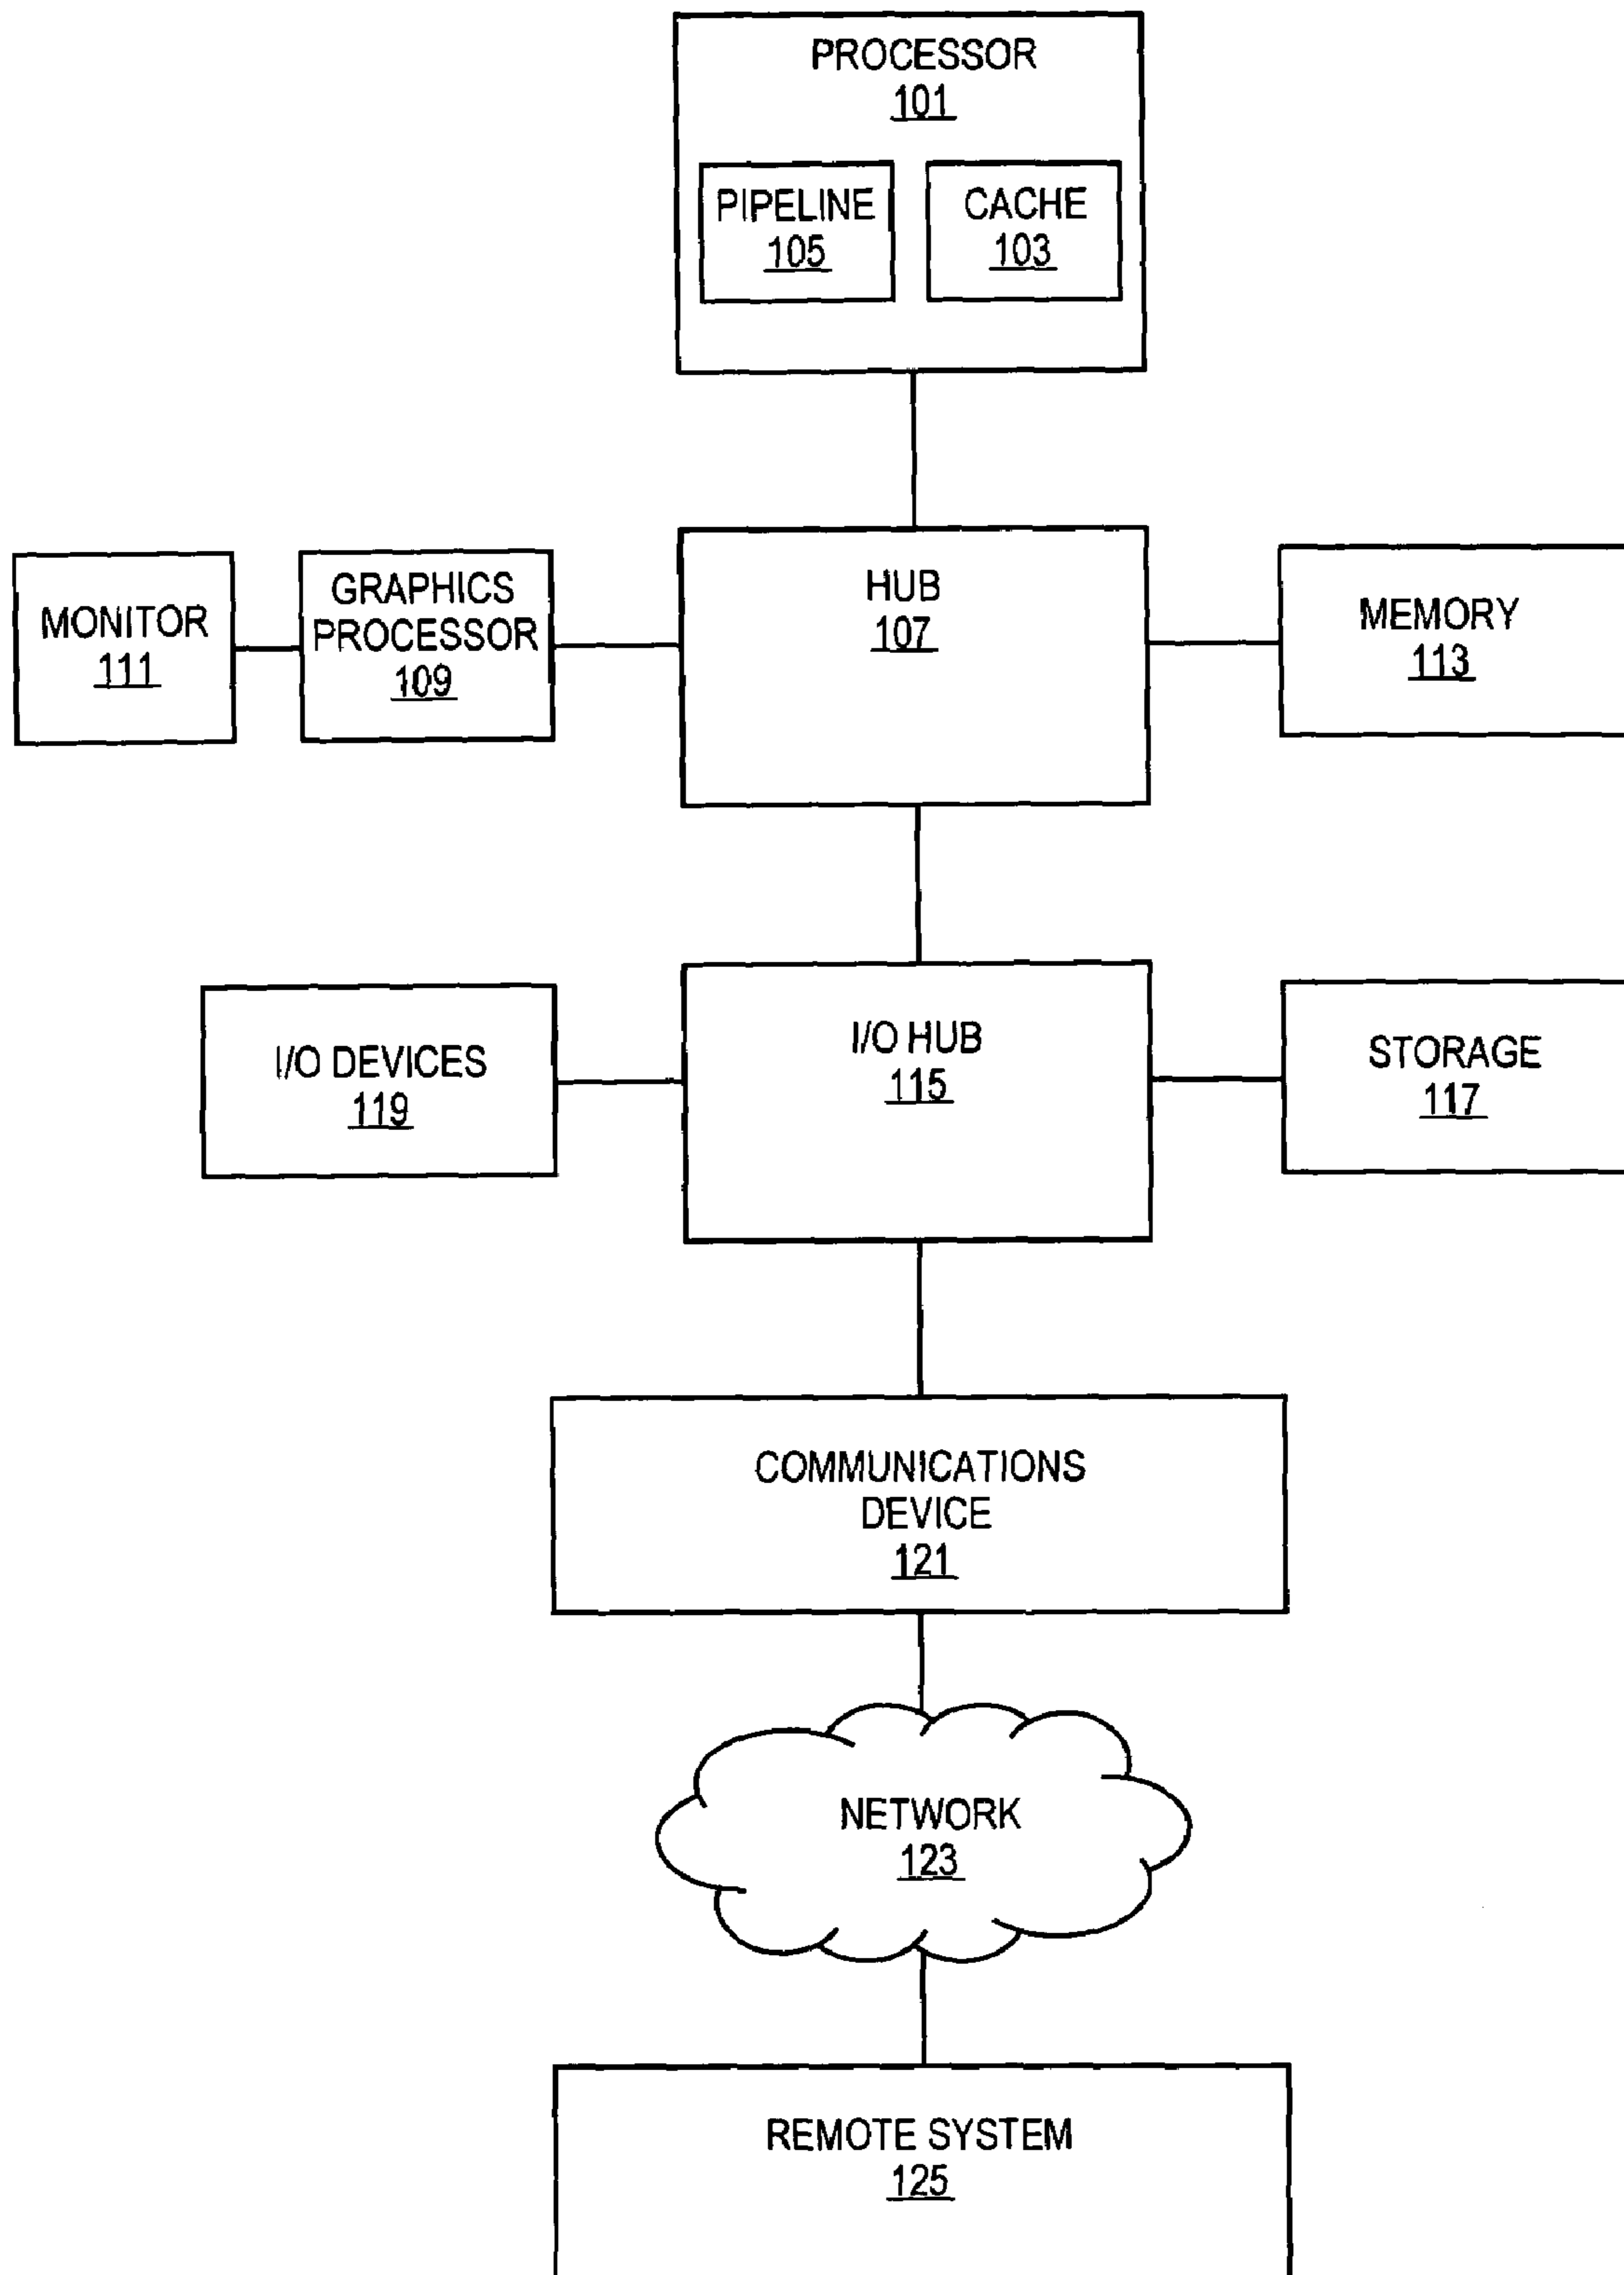 PROCESSOR
101
PIPELINE
105
CACHE
103
MONITOR
111
GRAPHICS
PROCESSOR
109
HUB
107
MEMORY
113
I/O DEVICES
119
I/O HUB
115
STORAGE
117
COMMUNICATIONS
DEVICE
121
NETWORK
123
REMOTE SYSTEM
125